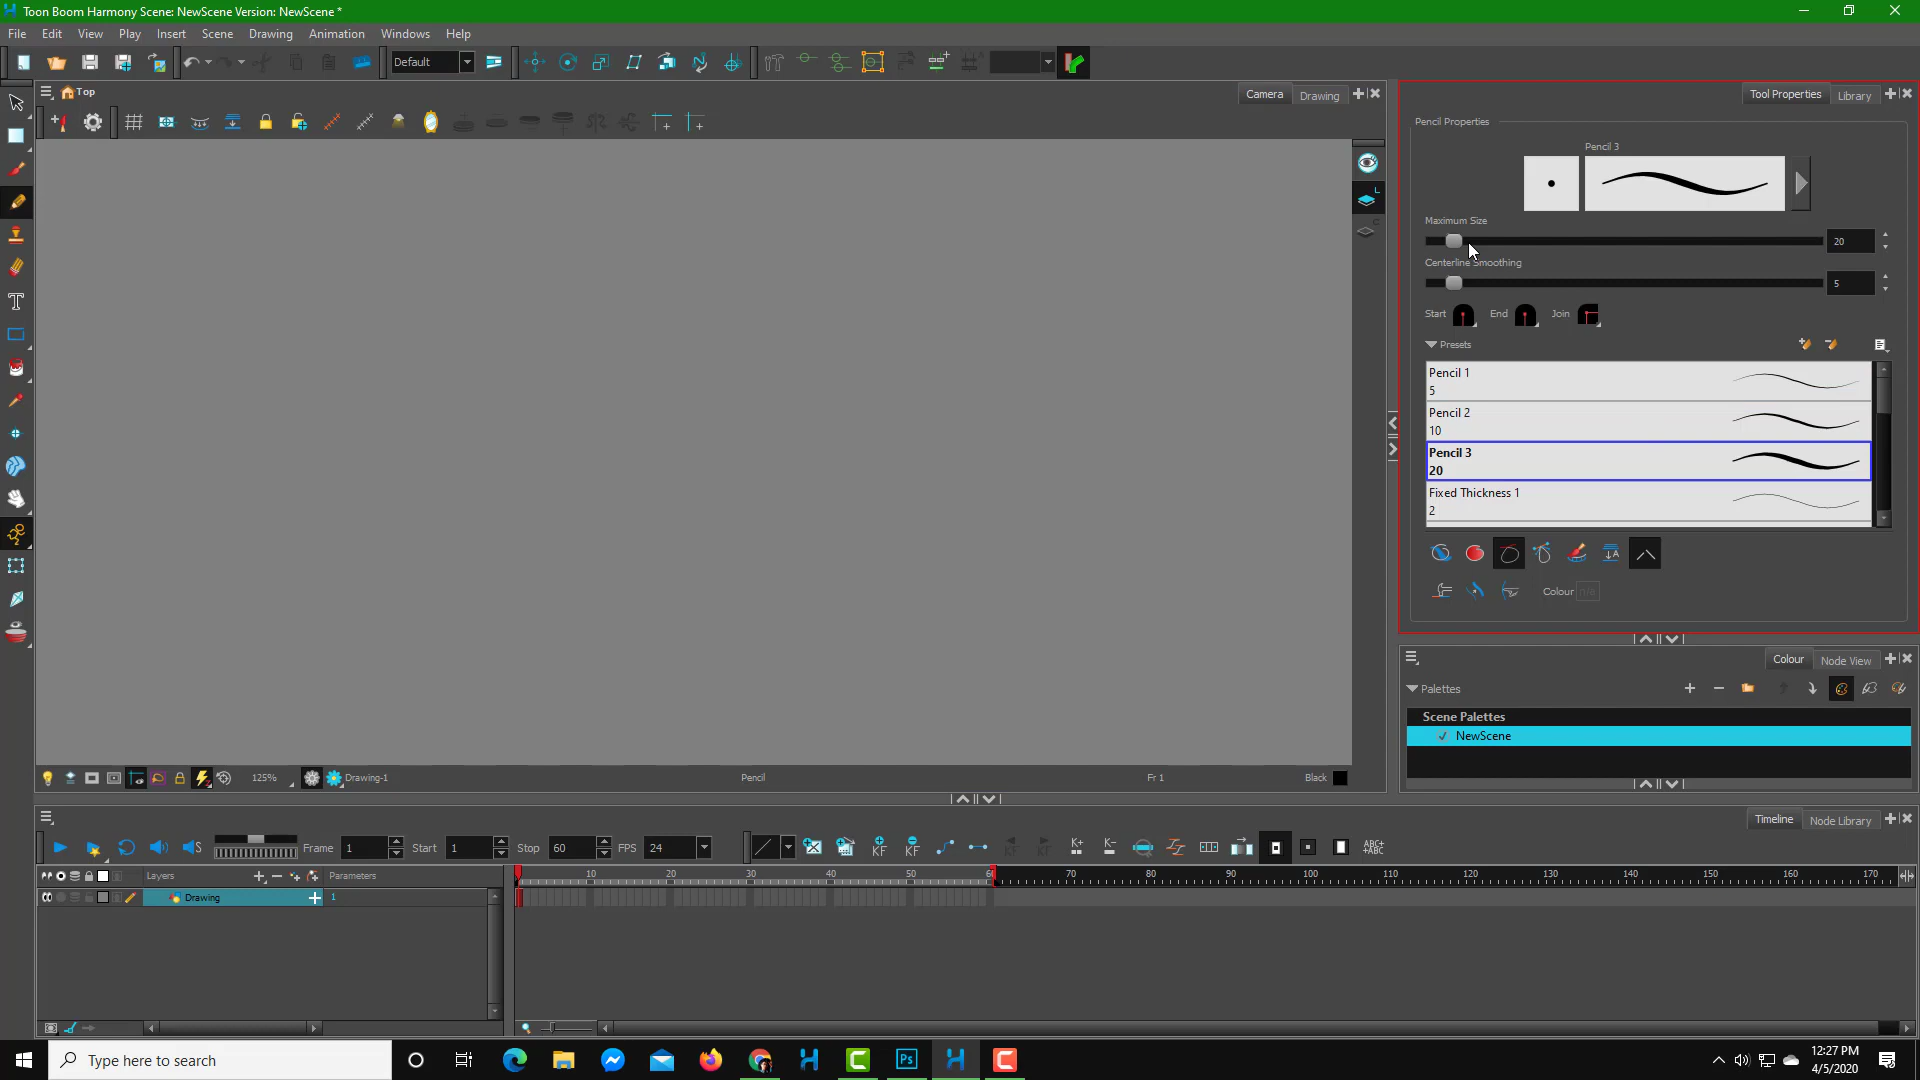 Toon Boom Harmony Scene: NewScene Version: NewScene *
File Edit View Play Insert Scene Drawing Animation Windows Help
Default
Top
Camera Drawing
Tool Properties Library
Pencil Properties
Pencil 3
Maximum Size
20
Centerline Smoothing
5
Start End Join
Presets
Pencil 1
5
Pencil 2
10
Pencil 3
20
Fixed Thickness 1
2
Colour n/a
Colour Node View
Palettes
Scene Palettes
NewScene
125% Drawing-1 Pencil Fr 1 Black
Timeline Node Library
Frame 1 Start 1 Stop 60 FPS 24
Layers Parameters
10 20 30 40 50 60 70 80 90 100 110 120 130 140 150 160 170
Drawing 1
Type here to search
12:27 PM
4/5/2020